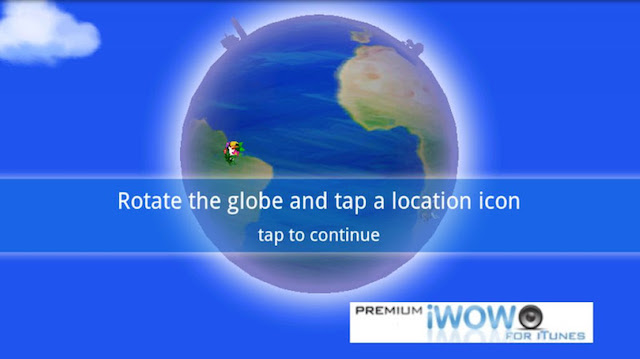 Rotate the globe and tap a location icon
tap to continue
PREMIUM iWOW
FOR iTUNES